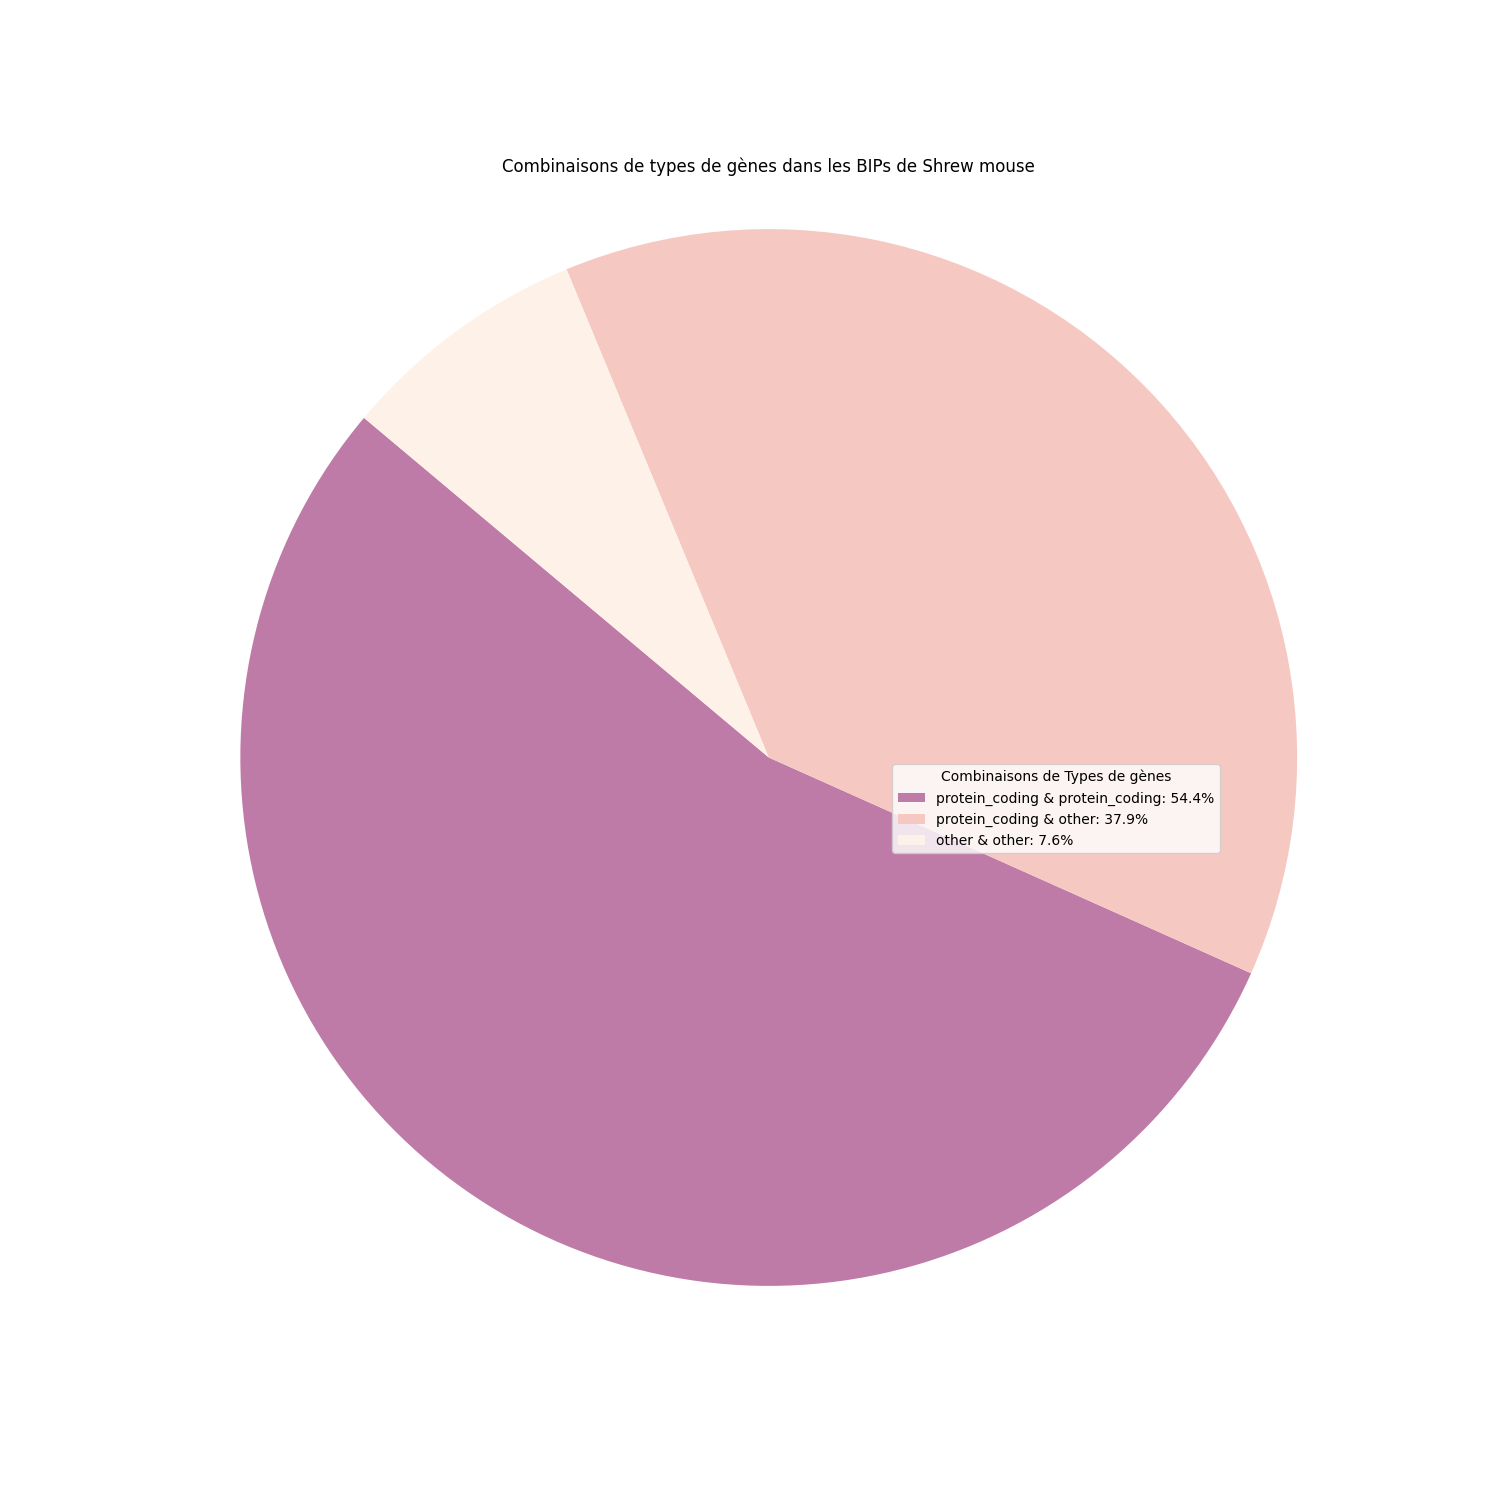 Combinaisons de types de gènes dans les BIPs de Shrew mouse
Combinaisons de Types de gènes
protein_coding & protein_coding: 54.4%
protein_coding & other: 37.9%
other & other: 7.6%